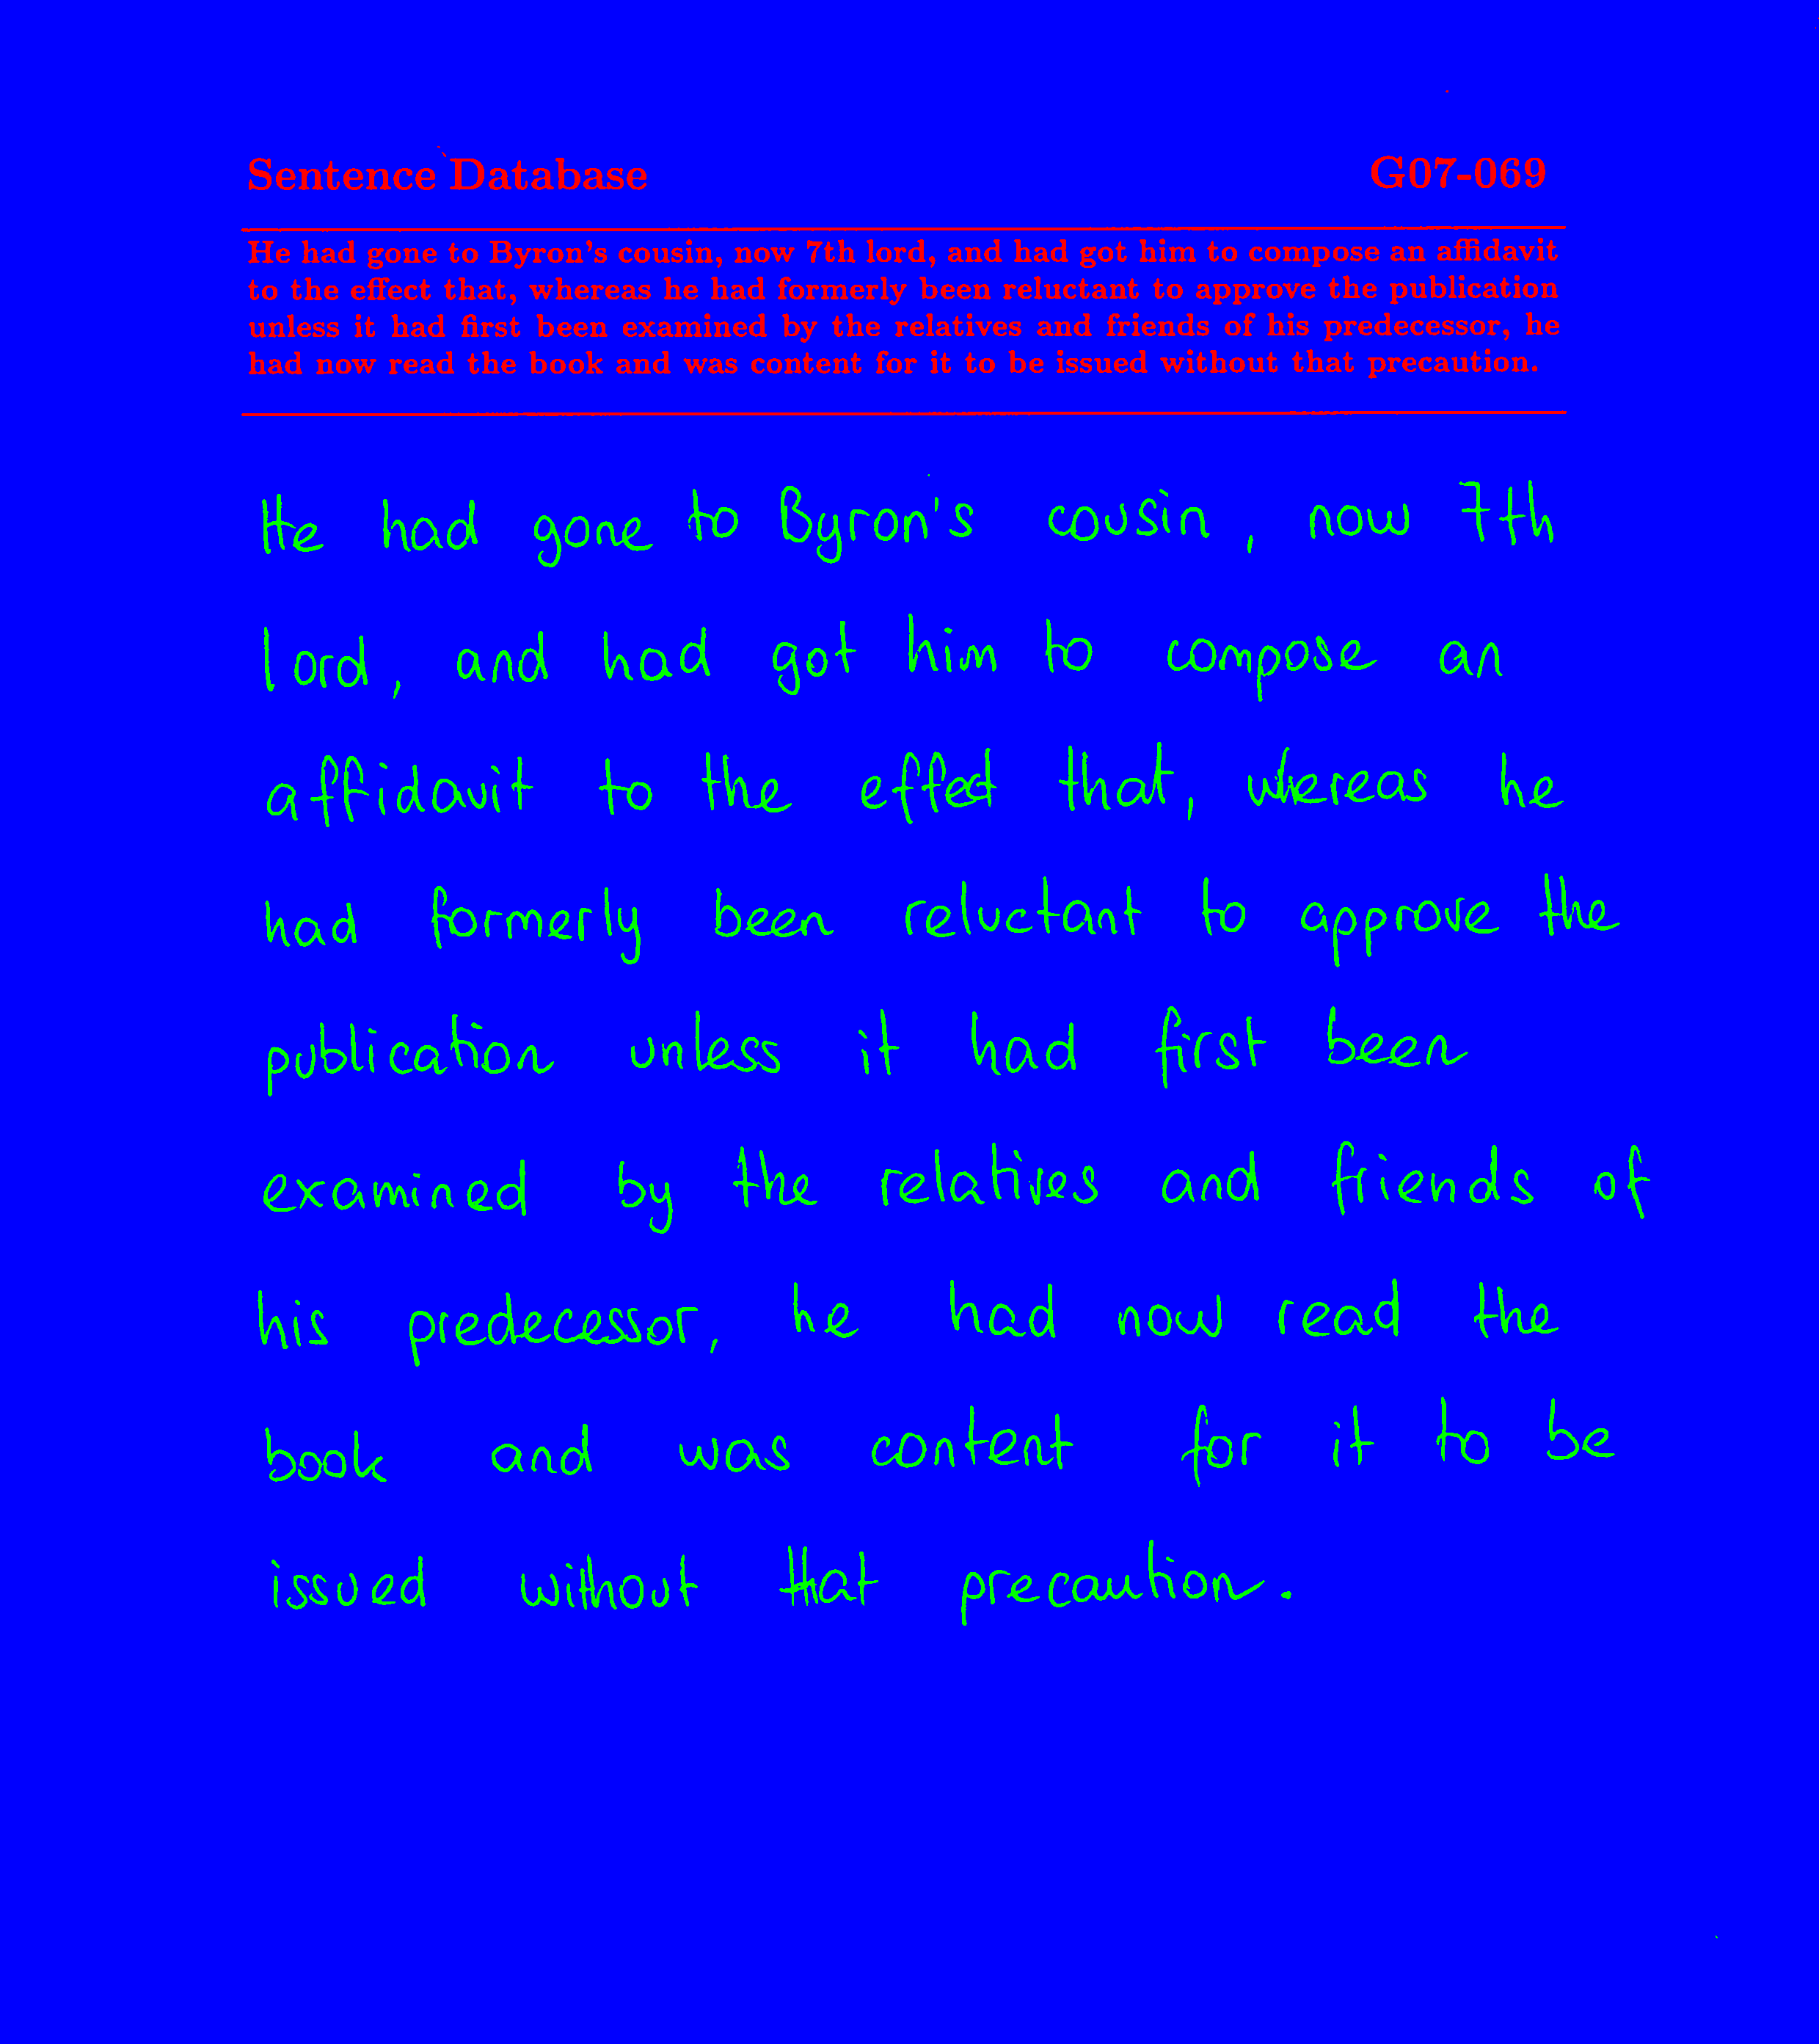 Sentence Database G07-069
He had gone to Byron's cousin, now 7th lord, and had got him to compose an affidavit
to the effect that, whereas he had formerly been reluctant to approve the publication
unless it had first been examined by the relatives and friends of his predecessor, he
had now read the book and was content for it to be issued without that precaution.
He had gone to Byron's cousin, now 7th
lord, and had got him to compose an
affidavit to the effect that, whereas he
had formerly been reluctant to approve the
publication unless it had first been
examined by the relatives and friends of
his predecessor, he had now read the
book and was content for it to be
issued without that precaution.